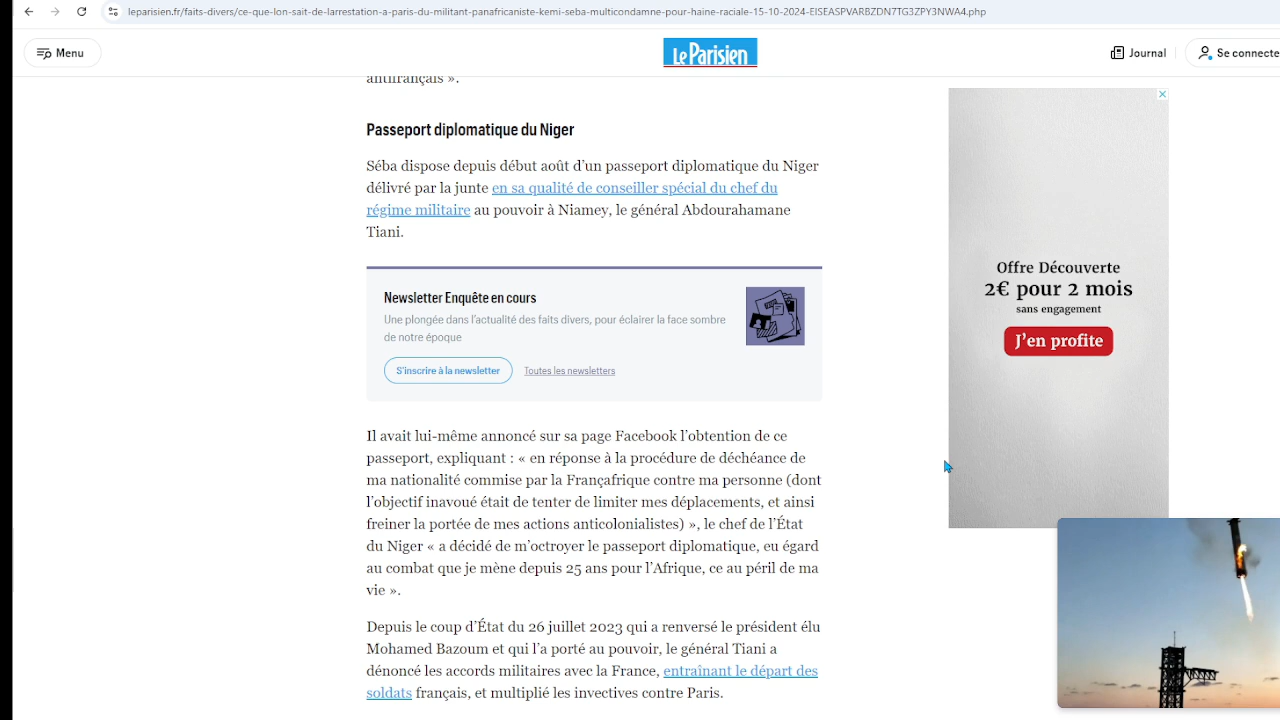 leparisien.fr/faits-divers/ce-que-lon-sait-de-larrestation-a-paris-du-militant-panafricaniste-kemi-seba-multicondamne-pour-haine-raciale-15-10-2024-EISEASPVARBZDN7TG3ZPY3NWA4.php
Menu
Le Parisien
Journal
Se connecte
antifrançais ».
Passeport diplomatique du Niger
Séba dispose depuis début août d’un passeport diplomatique du Niger
délivré par la junte en sa qualité de conseiller spécial du chef du
régime militaire au pouvoir à Niamey, le général Abdourahamane
Tiani.
Newsletter Enquête en cours
Une plongée dans l’actualité des faits divers, pour éclairer la face sombre
de notre époque
S’inscrire à la newsletter
Toutes les newsletters
Il avait lui-même annoncé sur sa page Facebook l’obtention de ce
passeport, expliquant : « en réponse à la procédure de déchéance de
ma nationalité commise par la Françafrique contre ma personne (dont
l’objectif inavoué était de tenter de limiter mes déplacements, et ainsi
freiner la portée de mes actions anticolonialistes) », le chef de l’État
du Niger « a décidé de m’octroyer le passeport diplomatique, eu égard
au combat que je mène depuis 25 ans pour l’Afrique, ce au péril de ma
vie ».
Depuis le coup d’État du 26 juillet 2023 qui a renversé le président élu
Mohamed Bazoum et qui l’a porté au pouvoir, le général Tiani a
dénoncé les accords militaires avec la France, entraînant le départ des
soldats français, et multiplié les invectives contre Paris.
Offre Découverte
2€ pour 2 mois
sans engagement
J’en profite